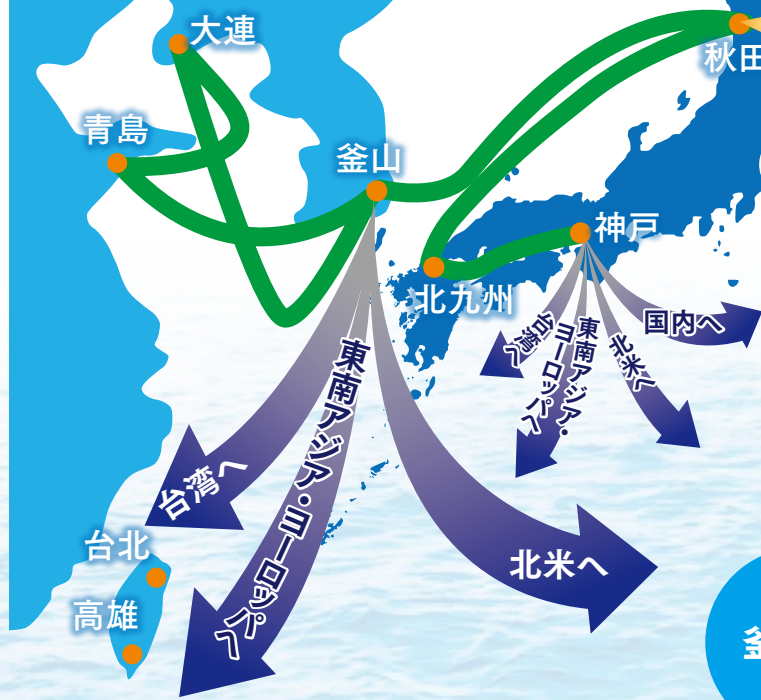 大連
青島
釜山
秋田
神戸
北九州
国内へ
北米へ
東南アジア・
ヨーロッパへ
台湾へ
東南アジア・ヨーロッパへ
台湾へ
北米へ
台北
高雄
釜